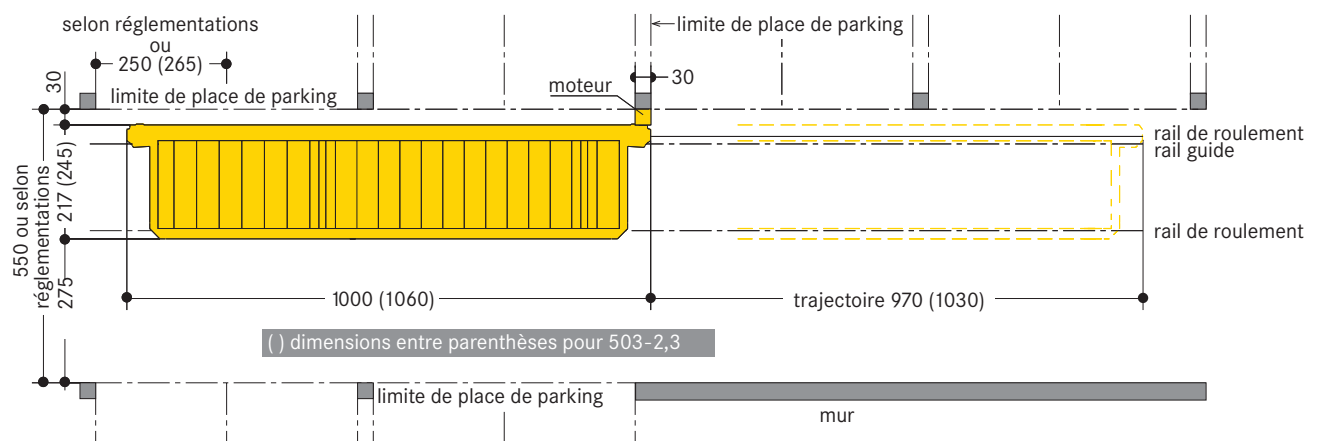 selon réglementations
ou
250 (265)
limite de place de parking
30
moteur
30
limite de place de parking
rail de roulement
rail guide
rail de roulement
550 ou selon
réglementations
217 (245)
275
1000 (1060)
trajectoire 970 (1030)
( ) dimensions entre parenthèses pour 503-2,3
limite de place de parking
mur